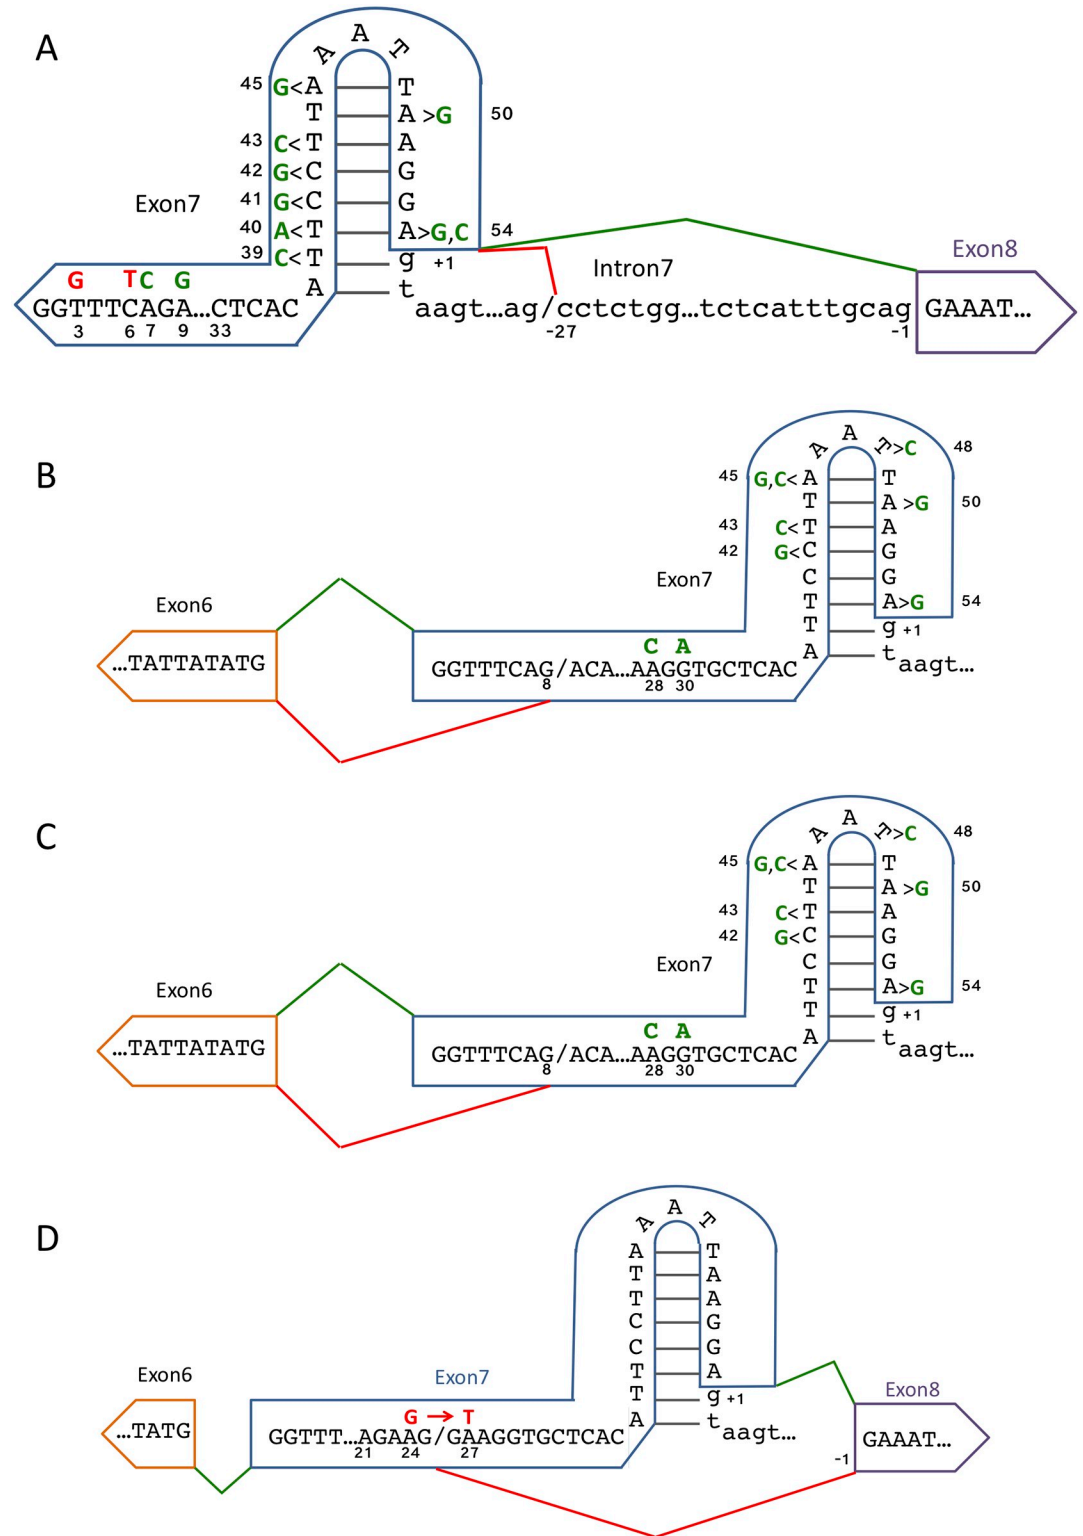 A
A A T
45 G<A T
T A >G 50
43 C<T A
42 G<C G
Exon7 41 G<C G
40 A<T A>G,C 54
39 C<T g +1
Intron7
Exon8
G TC G
A t
GGTTTCAGA...CTCAC
aagt...ag/cctctgg...tctcatttgcag GAAAT...
3 6 7 9 33
-27 -1
B
A A T>C 48
45 G,C<A T
T A >G 50
43 C<T A
42 G<C G
Exon7 C G
Exon6
T A>G 54
T g +1
C A
A t aagt...
...TATTATATG GGTTTCAG/ACA...AAGGTGCTCAC
8 28 30
C
A A T>C 48
45 G,C<A T
T A >G 50
43 C<T A
42 G<C G
Exon7 C G
Exon6
T A>G 54
T g +1
C A
A t aagt...
...TATTATATG GGTTTCAG/ACA...AAGGTGCTCAC
8 28 30
D
A A T
A T
T A
T A
C G
C G
Exon6 Exon7 T A
T g +1 Exon8
G → T
A t aagt...
...TATG GGTTT...AGAAG/GAAGGTGCTCAC GAAAT...
21 24 27 -1